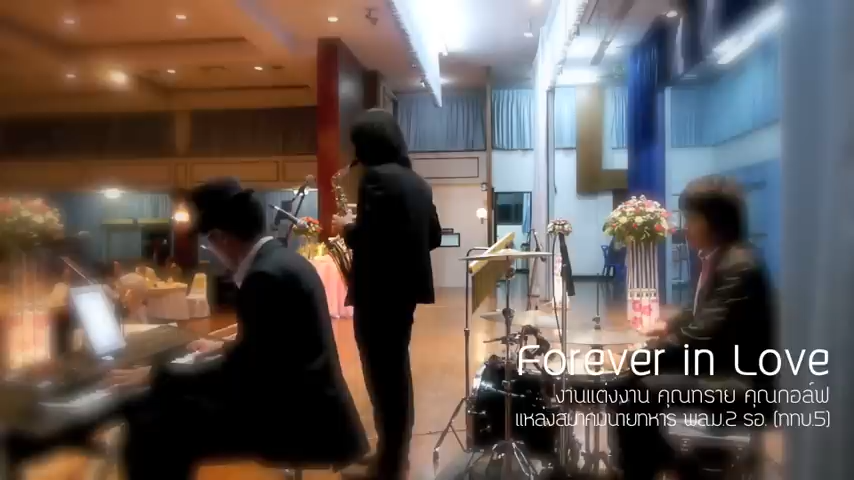 Forever in Love
งานแต่งงาน คุณทราย คุณกอล์ฟ
แหล่งสมาคมนายทหาร พล.ม.2 รอ. (ททบ.5)